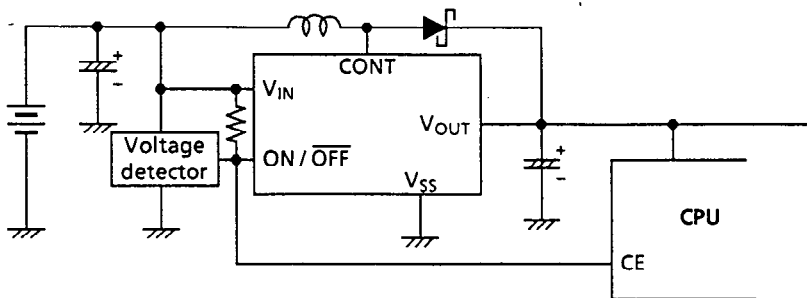 +
−
CONT
V_IN
Voltage
detector
ON / OFF
V_OUT
V_SS
+
−
CPU
CE